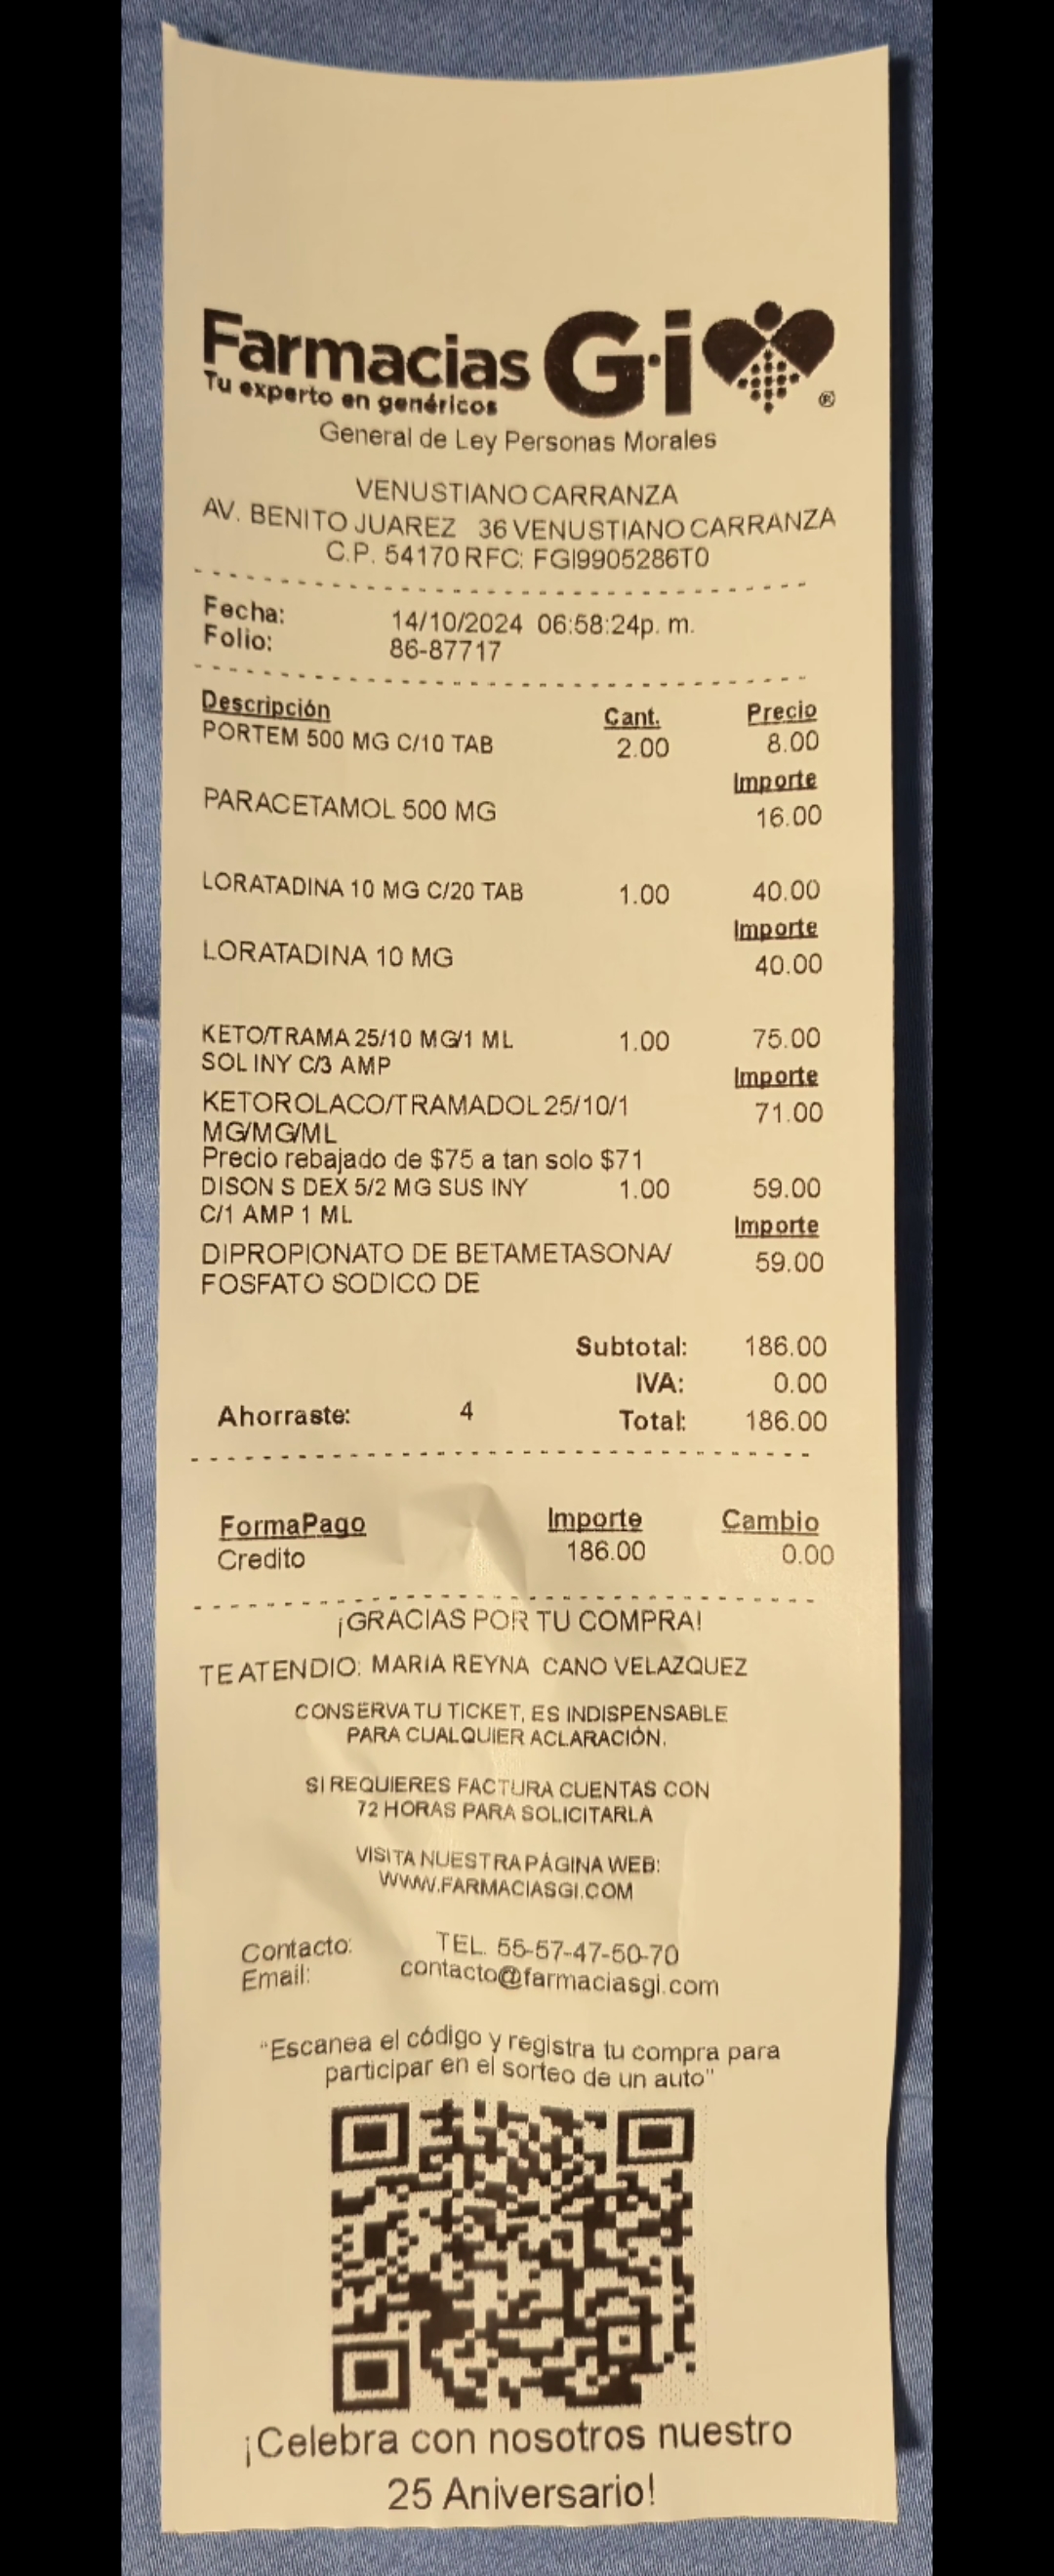 Farmacias Gi
Tu experto en genéricos
®
General de Ley Personas Morales
VENUSTIANO CARRANZA
AV. BENITO JUAREZ 36 VENUSTIANO CARRANZA
C.P. 54170 RFC: FGI9905286T0
Fecha: 14/10/2024 06:58:24p. m.
Folio: 86-87717
Descripción Cant. Precio
PORTEM 500 MG C/10 TAB 2.00 8.00
Importe
PARACETAMOL 500 MG 16.00
LORATADINA 10 MG C/20 TAB 1.00 40.00
Importe
LORATADINA 10 MG 40.00
KETO/TRAMA 25/10 MG/1 ML 1.00 75.00
SOL INY C/3 AMP Importe
KETOROLACO/TRAMADOL 25/10/1 71.00
MG/MG/ML
Precio rebajado de $75 a tan solo $71
DISON S DEX 5/2 MG SUS INY 1.00 59.00
C/1 AMP 1 ML Importe
DIPROPIONATO DE BETAMETASONA/ 59.00
FOSFATO SODICO DE
Subtotal: 186.00
IVA: 0.00
Ahorraste: 4 Total: 186.00
FormaPago Importe Cambio
Credito 186.00 0.00
¡GRACIAS POR TU COMPRA!
TE ATENDIO: MARIA REYNA CANO VELAZQUEZ
CONSERVA TU TICKET, ES INDISPENSABLE
PARA CUALQUIER ACLARACIÓN.
SI REQUIERES FACTURA CUENTAS CON
72 HORAS PARA SOLICITARLA
VISITA NUESTRA PÁGINA WEB:
WWW.FARMACIASGI.COM
Contacto: TEL. 55-57-47-50-70
Email: contacto@farmaciasgi.com
"Escanea el código y registra tu compra para
participar en el sorteo de un auto"
¡Celebra con nosotros nuestro
25 Aniversario!